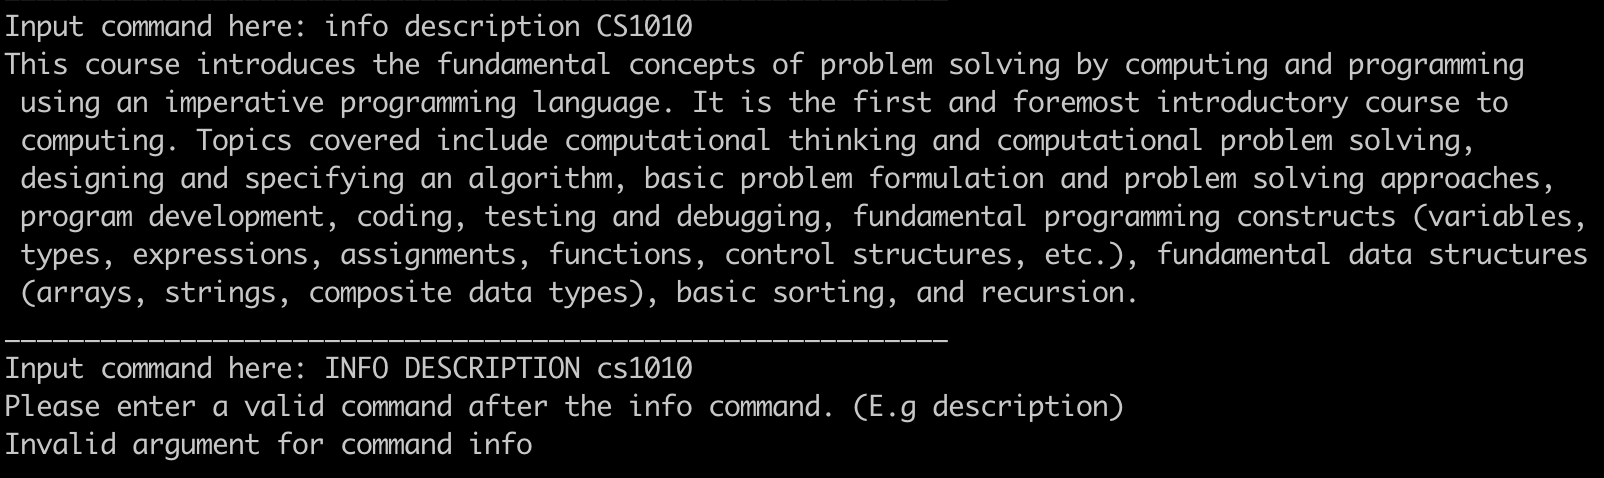 Input command here: info description CS1010
This course introduces the fundamental concepts of problem solving by computing and programming
using an imperative programming language. It is the first and foremost introductory course to
computing. Topics covered include computational thinking and computational problem solving,
designing and specifying an algorithm, basic problem formulation and problem solving approaches,
program development, coding, testing and debugging, fundamental programming constructs (variables,
types, expressions, assignments, functions, control structures, etc.), fundamental data structures
(arrays, strings, composite data types), basic sorting, and recursion.
___________________________________________________________
Input command here: INFO DESCRIPTION cs1010
Please enter a valid command after the info command. (E.g description)
Invalid argument for command info